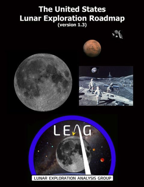 The United States
Lunar Exploration Roadmap
(version 1.3)
LEAG
LUNAR EXPLORATION ANALYSIS GROUP